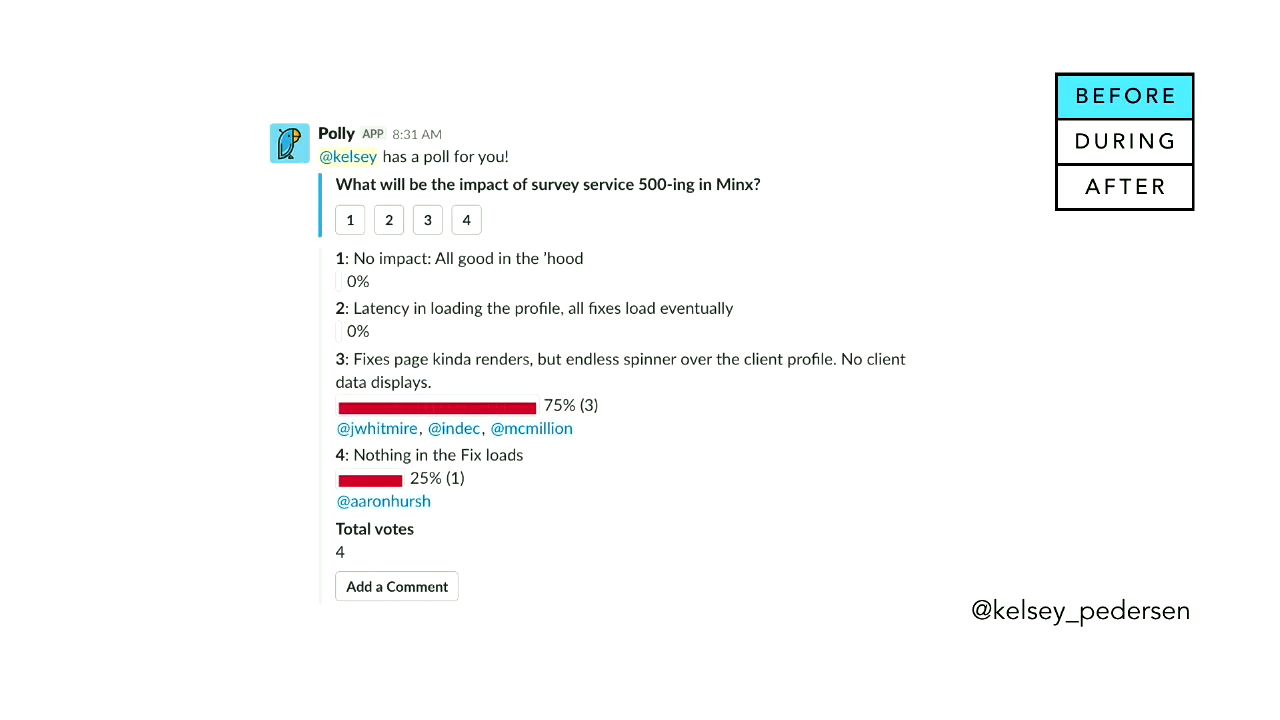 Polly APP 8:31 AM
@kelsey has a poll for you!
What will be the impact of survey service 500-ing in Minx?
1 2 3 4
1: No impact: All good in the 'hood
0%
2: Latency in loading the profile, all fixes load eventually
0%
3: Fixes page kinda renders, but endless spinner over the client profile. No client
data displays.
75% (3)
@jwhitmire, @indec, @mcmillion
4: Nothing in the Fix loads
25% (1)
@aaronhursh
Total votes
4
Add a Comment
BEFORE
DURING
AFTER
@kelsey_pedersen